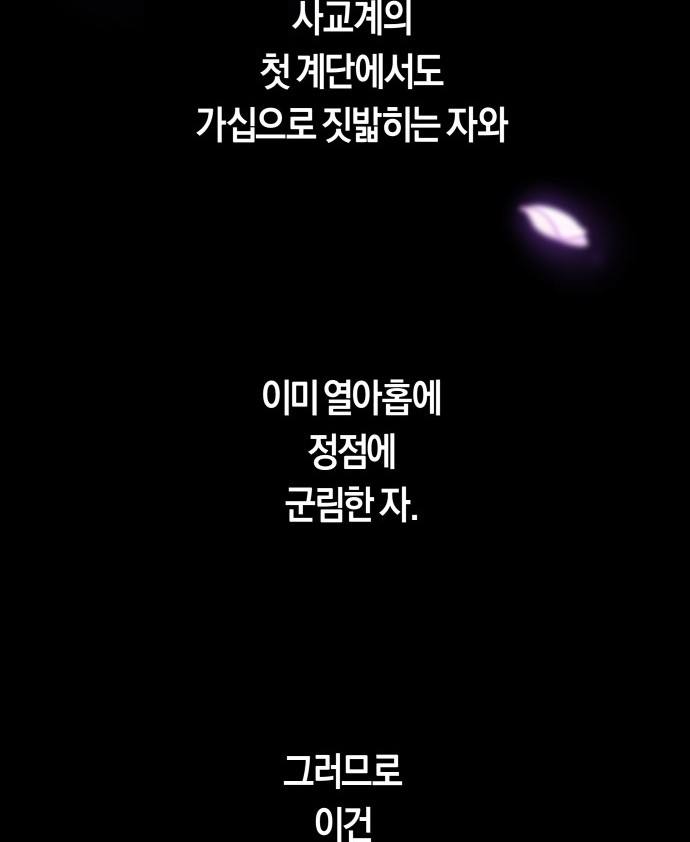 사교계의
첫 계단에서도
가십으로 짓밟히는 자와
이미 열아홉에
정점에
군림한 자.
그러므로
이건